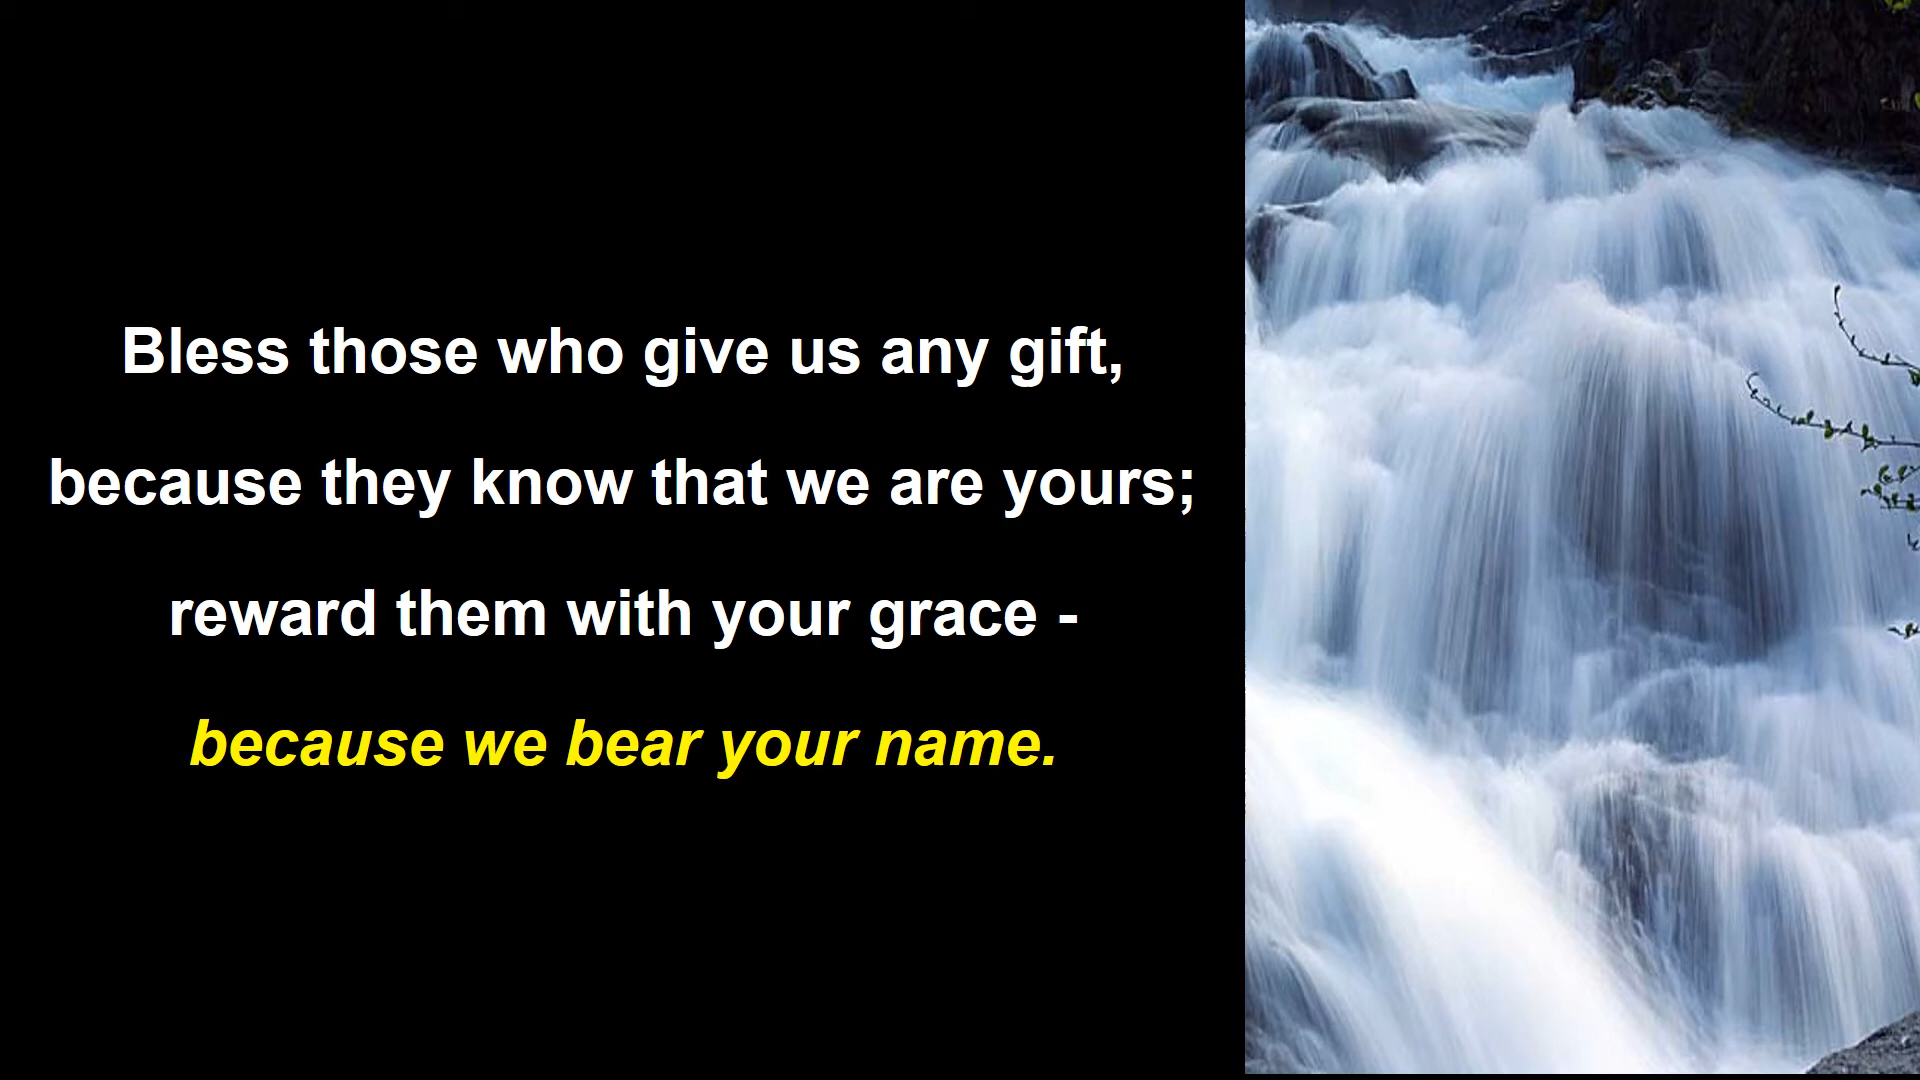 Bless those who give us any gift,
because they know that we are yours;
reward them with your grace -
because we bear your name.